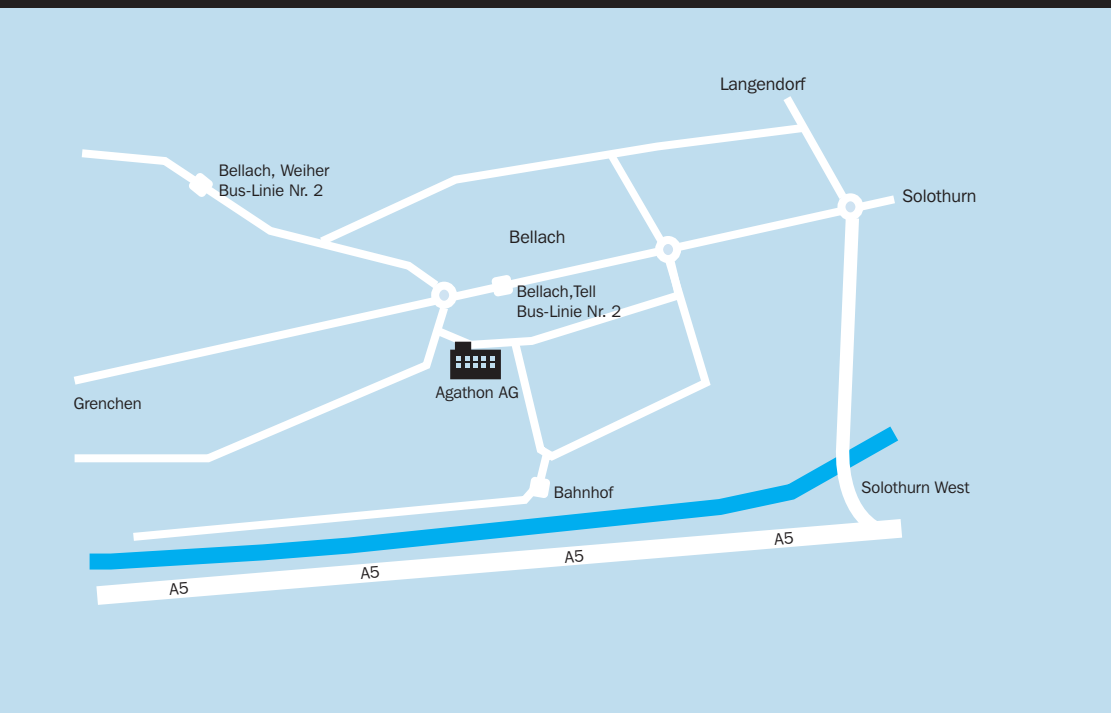 Langendorf
Bellach, Weiher
Bus-Linie Nr. 2
Solothurn
Bellach
Bellach,Tell
Bus-Linie Nr. 2
Agathon AG
Grenchen
Bahnhof
Solothurn West
A5
A5
A5
A5